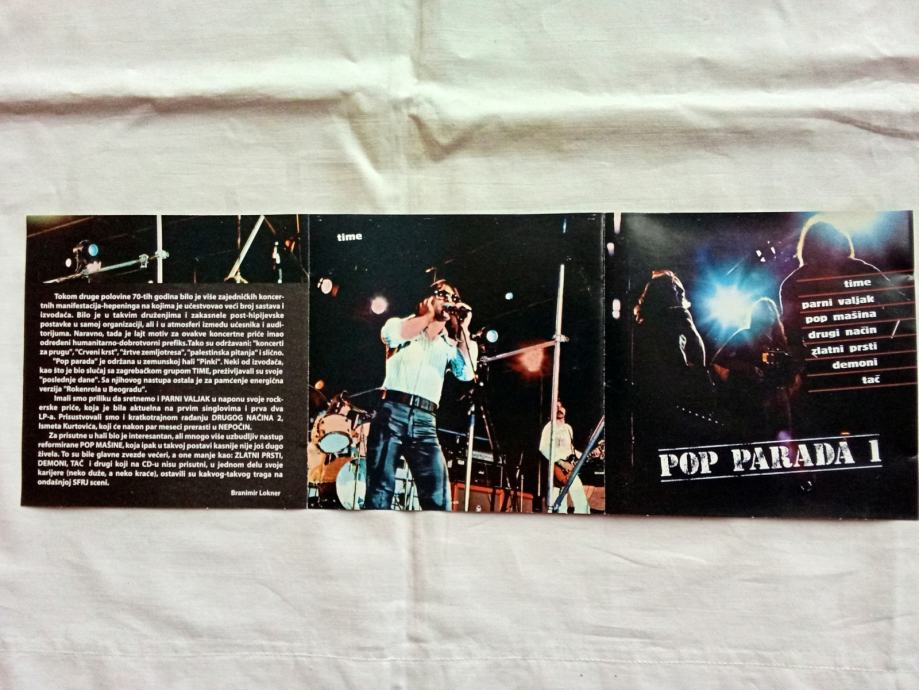 Tokom druge polovine 70-tih godina bilo je više zajedničkih koncer-
tnih manifestacija-hepeninga na kojima je učestvovao veći broj sastava i
izvođača. Bilo je u takvim druženjima i zakasnele post-hipijevske
postavke u samoj organizaciji, ali i u atmosferi između učesnika i audi-
torijuma. Naravno, tada je lajt motiv za ovakve koncertne priče imao
određeni humanitarno-dobrotvorni prefiks.Tako su održavani: "koncerti
za prugu", "Crveni krst", "žrtve zemljotresa", "palestinska pitanja" i slično.
"Pop parada" je održana u zemunskoj hali "Pinki". Neki od izvođača,
kao što je bio slučaj sa zagrebačkom grupom TIME, preživljavali su svoje
"poslednje dane". Sa njihovog nastupa ostala je za pamćenje energična
verzija "Rokenrola u Beogradu".
Imali smo priliku da sretnemo i PARNI VALJAK u naponu svoje rock-
erske priče, koja je bila aktuelna na prvim singlovima i prva dva
LP-a. Prisustvovali smo i kratkotrajnom rađanju DRUGOG NAČINA 2,
Ismeta Kurtovića, koji će nakon par meseci prerasti u NEPOČIN.
Za prisutne u hali bio je interesantan, ali mnogo više uzbudljiv nastup
reformirane POP MAŠINE, koja ipak u takvoj postavi kasnije nije još dugo
živela. To su bile glavne zvezde večeri, a one manje kao: ZLATNI PRSTI,
DEMONI, TAČ i drugi koji na CD-u nisu prisutni, u jednom delu svoje
karijere (neko duže, a neko kraće), ostavili su kakvog-takvog traga na
ondašnjoj SFRJ sceni.
Branimir Lokner
time
time
parni valjak
pop mašina
drugi način
zlatni prsti
demoni
tač
POP PARADA 1